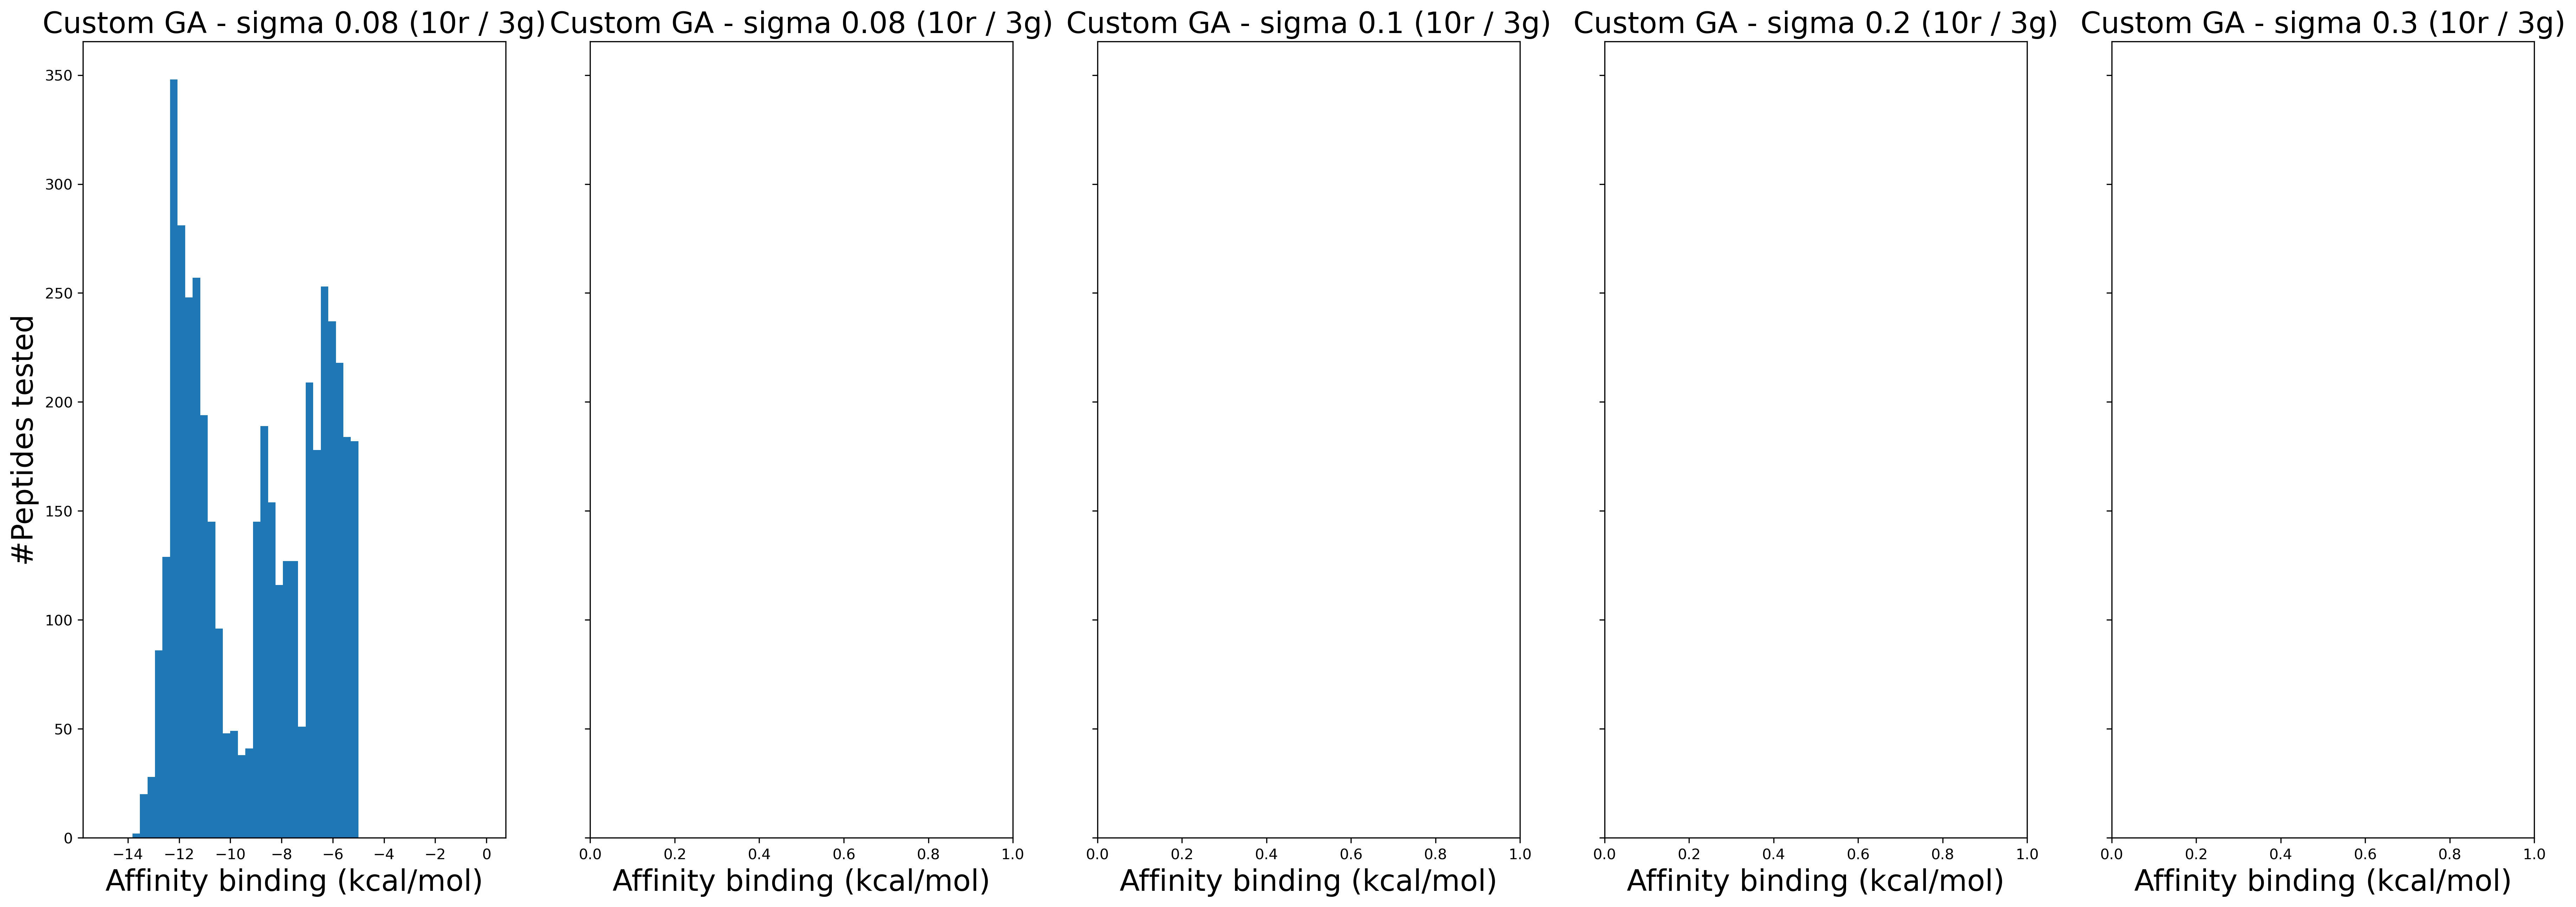 Custom GA - sigma 0.08 (10r / 3g)
Custom GA - sigma 0.08 (10r / 3g)
Custom GA - sigma 0.1 (10r / 3g)
Custom GA - sigma 0.2 (10r / 3g)
Custom GA - sigma 0.3 (10r / 3g)
#Peptides tested
350
300
250
200
150
100
50
0
−14 −12 −10 −8 −6 −4 −2 0
0.0 0.2 0.4 0.6 0.8 1.0
0.0 0.2 0.4 0.6 0.8 1.0
0.0 0.2 0.4 0.6 0.8 1.0
0.0 0.2 0.4 0.6 0.8 1.0
Affinity binding (kcal/mol)
Affinity binding (kcal/mol)
Affinity binding (kcal/mol)
Affinity binding (kcal/mol)
Affinity binding (kcal/mol)